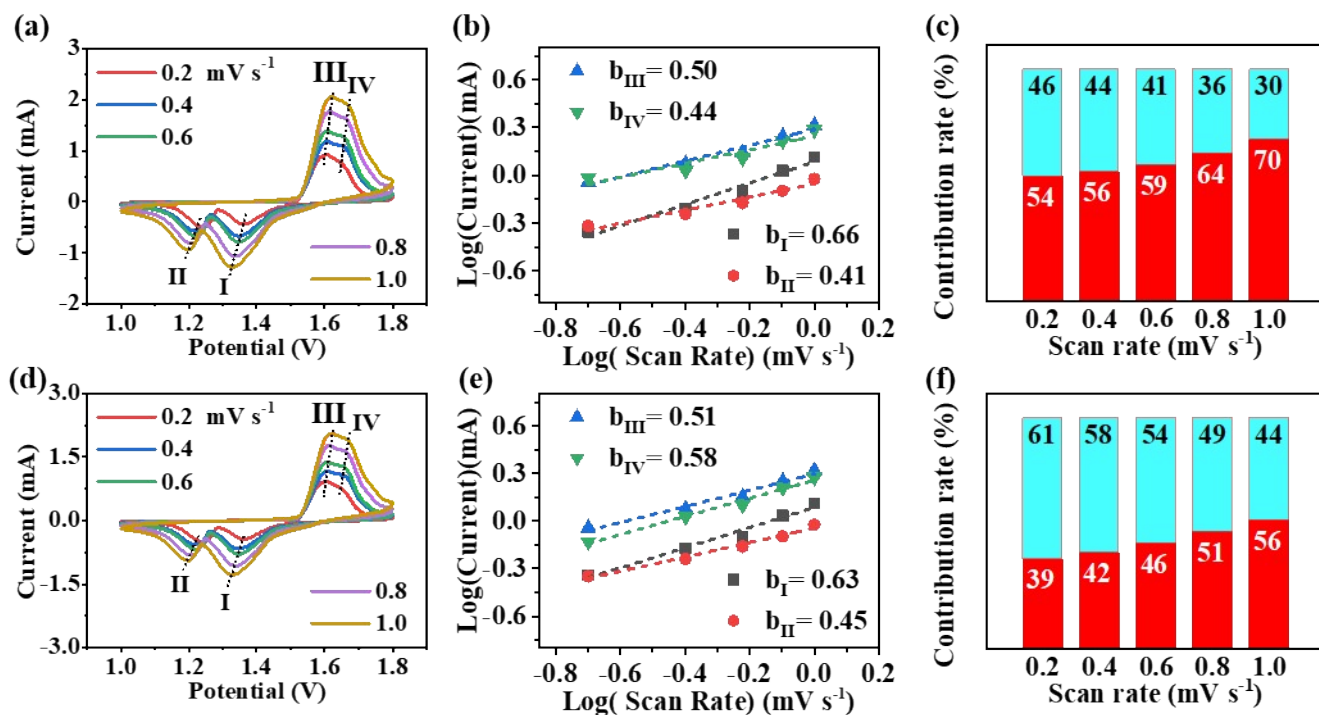 (a)
3
2
1
0
-1
-2
Current (mA)
0.2 mV s-1
0.4
0.6
0.8
1.0
III
IV
II
I
1.0 1.2 1.4 1.6 1.8
Potential (V)
(b)
0.6
0.3
0.0
-0.3
-0.6
Log(Current)(mA)
bIII= 0.50
bIV= 0.44
bI= 0.66
bII= 0.41
-0.8 -0.6 -0.4 -0.2 0.0 0.2
Log( Scan Rate) (mV s-1)
(c)
Contribution rate (%)
46 44 41 36 30
54 56 59 64 70
0.2 0.4 0.6 0.8 1.0
Scan rate (mV s-1)
(d)
3.0
1.5
0.0
-1.5
-3.0
Current (mA)
0.2 mV s-1
0.4
0.6
0.8
1.0
III
IV
II
I
1.0 1.2 1.4 1.6 1.8
Potential (V)
(e)
0.6
0.3
0.0
-0.3
-0.6
Log(Current)(mA)
bIII= 0.51
bIV= 0.58
bI= 0.63
bII= 0.45
-0.8 -0.6 -0.4 -0.2 0.0 0.2
Log( Scan Rate) (mV s-1)
(f)
Contribution rate (%)
61 58 54 49 44
39 42 46 51 56
0.2 0.4 0.6 0.8 1.0
Scan rate (mV s-1)